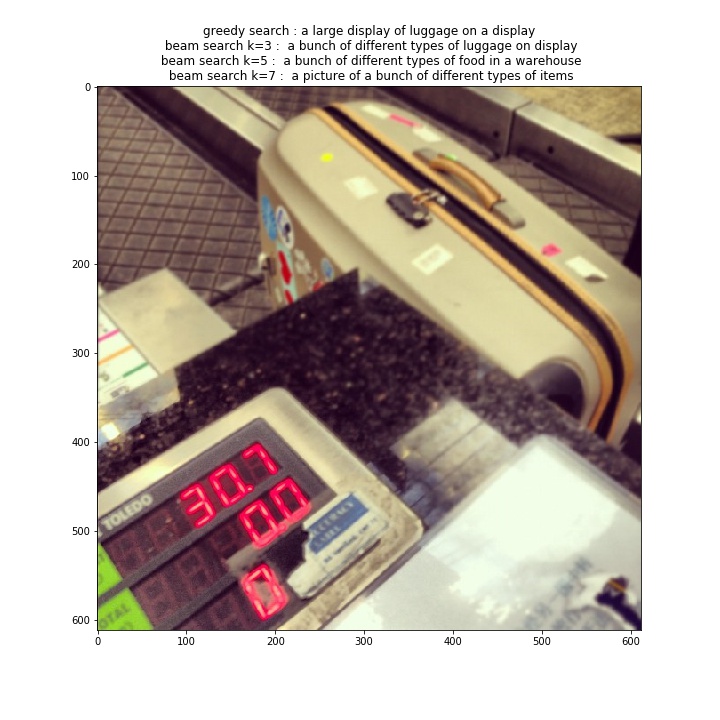 greedy search : a large display of luggage on a display
beam search k=3 :  a bunch of different types of luggage on display
beam search k=5 :  a bunch of different types of food in a warehouse
beam search k=7 :  a picture of a bunch of different types of items
0
100
200
300
400
500
600
TOLEDO
30.7
0.0
0
TOTAL
0 100 200 300 400 500 600